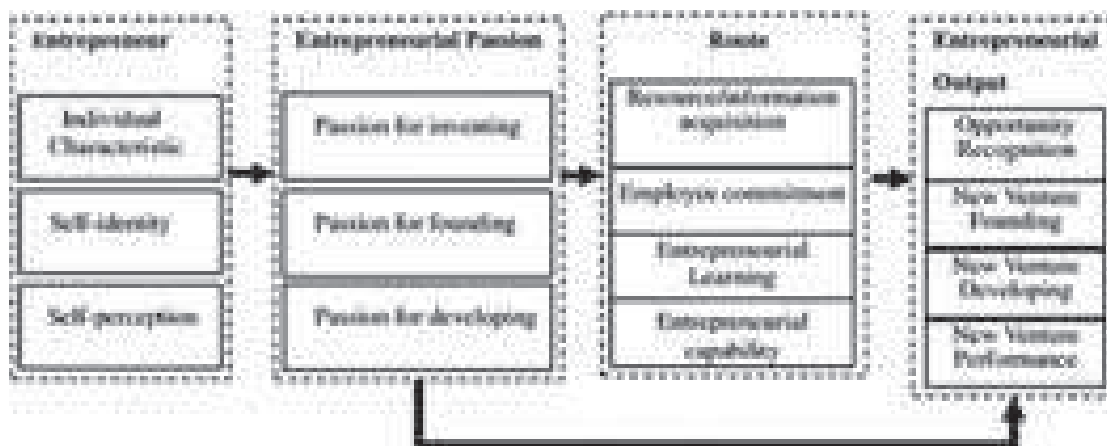 Entrepreneur
Individual
Characteristic
Self-identity
Self-perception
Entrepreneurial Passion
Passion for inventing
Passion for founding
Passion for developing
Route
Resource/information
acquisition
Employee commitment
Entrepreneurial
Learning
Entrepreneurial
capability
Entrepreneurial
Output
Opportunity
Recognition
New Venture
Founding
New Venture
Developing
New Venture
Performance